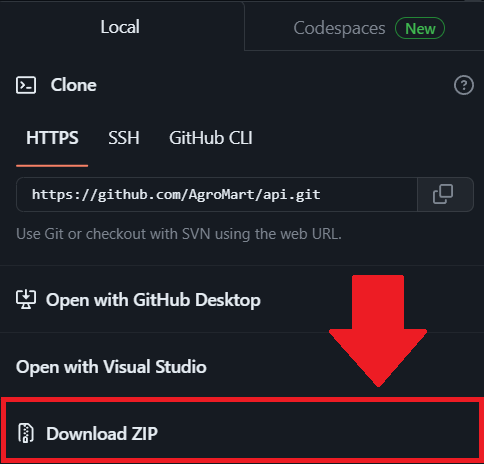 Local
Codespaces New
Clone
HTTPS SSH GitHub CLI
https://github.com/AgroMart/api.git
Use Git or checkout with SVN using the web URL.
Open with GitHub Desktop
Open with Visual Studio
Download ZIP